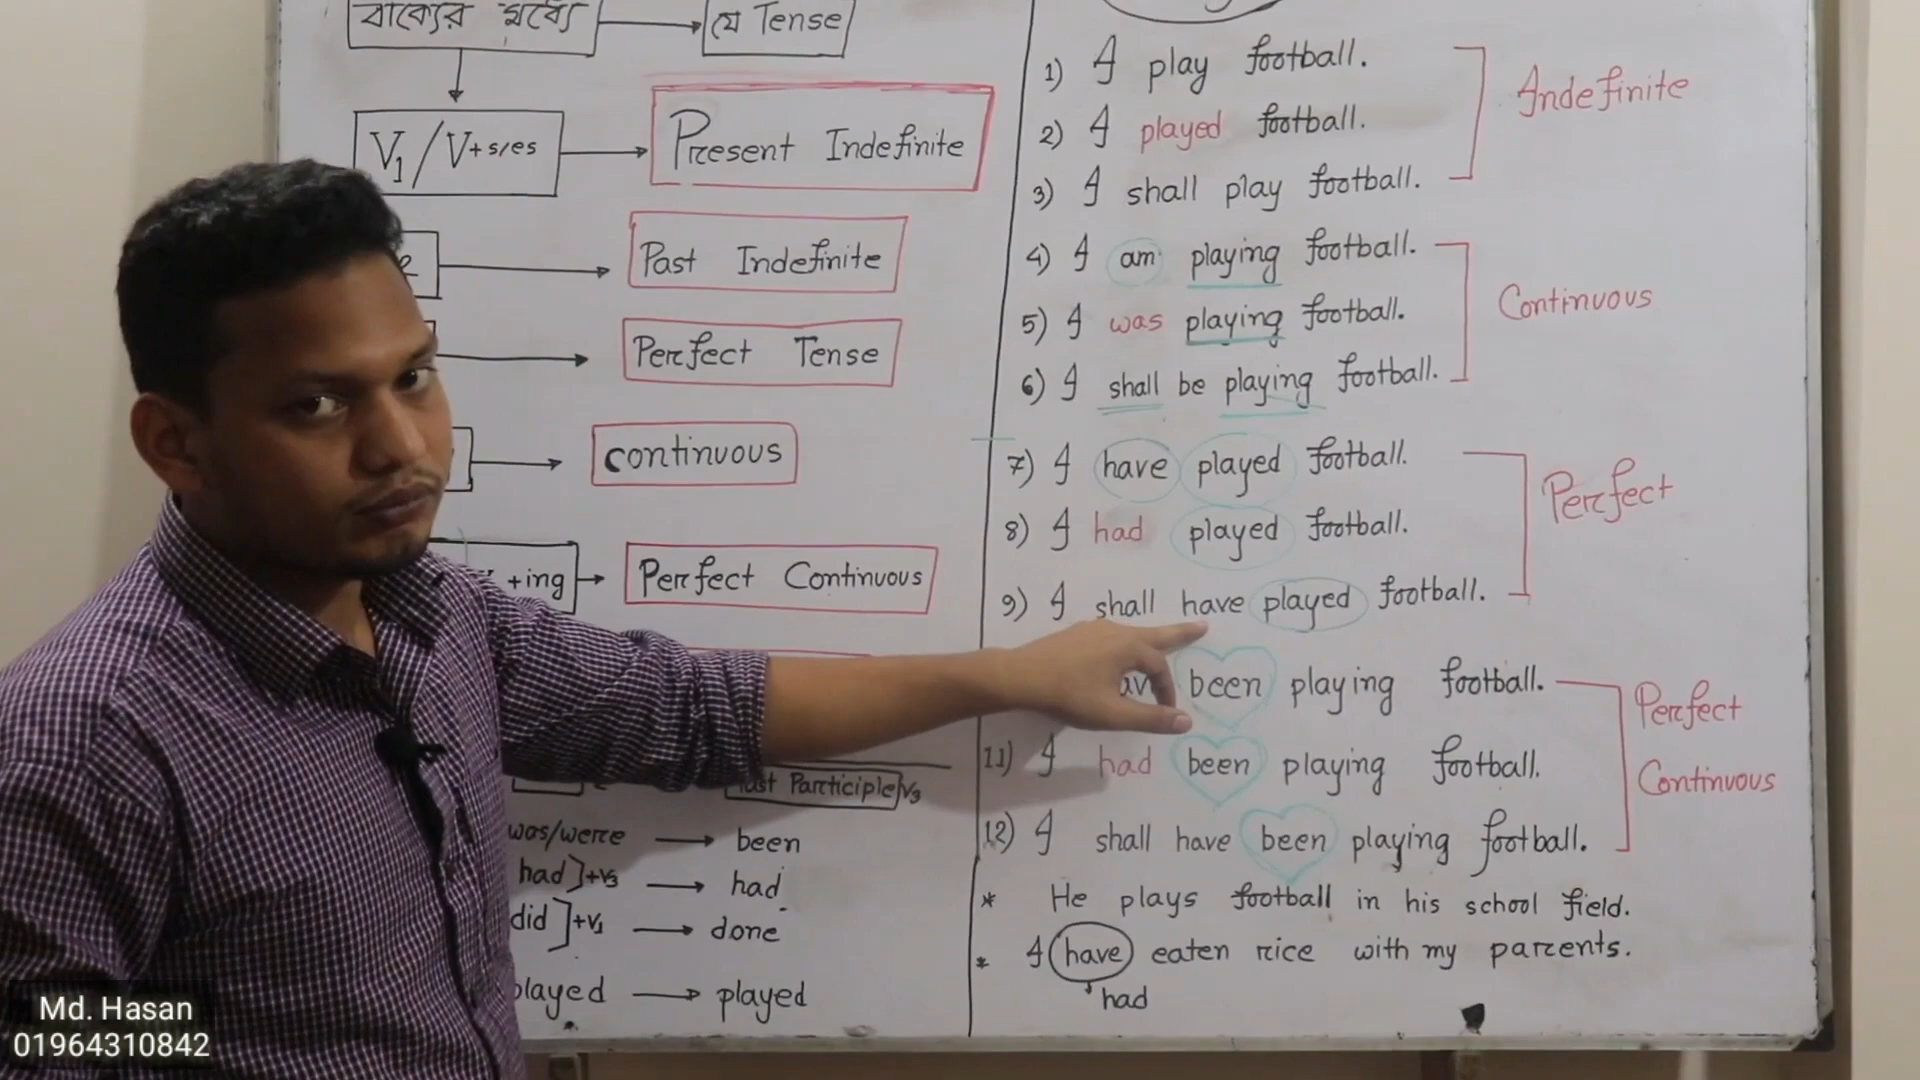 বাক্যের মধ্যে
যে Tense
V1/V+s/es
Present Indefinite
Past Indefinite
Perfect Tense
continuous
+ing
Perfect Continuous
Past Participle/V3
was/were
been
had]+v3
had
did]+v1
done
played
played
1) I play football.
2) I played football.
3) I shall play football.
Indefinite
4) I am playing football.
5) I was playing football.
6) I shall be playing football.
Continuous
7) I have played football.
8) I had played football.
9) I shall have played football.
Perfect
been playing football.
11) I had been playing football.
12) I shall have been playing football.
Perfect
Continuous
* He plays football in his school field.
* I have eaten rice with my parents.
had
Md. Hasan
01964310842